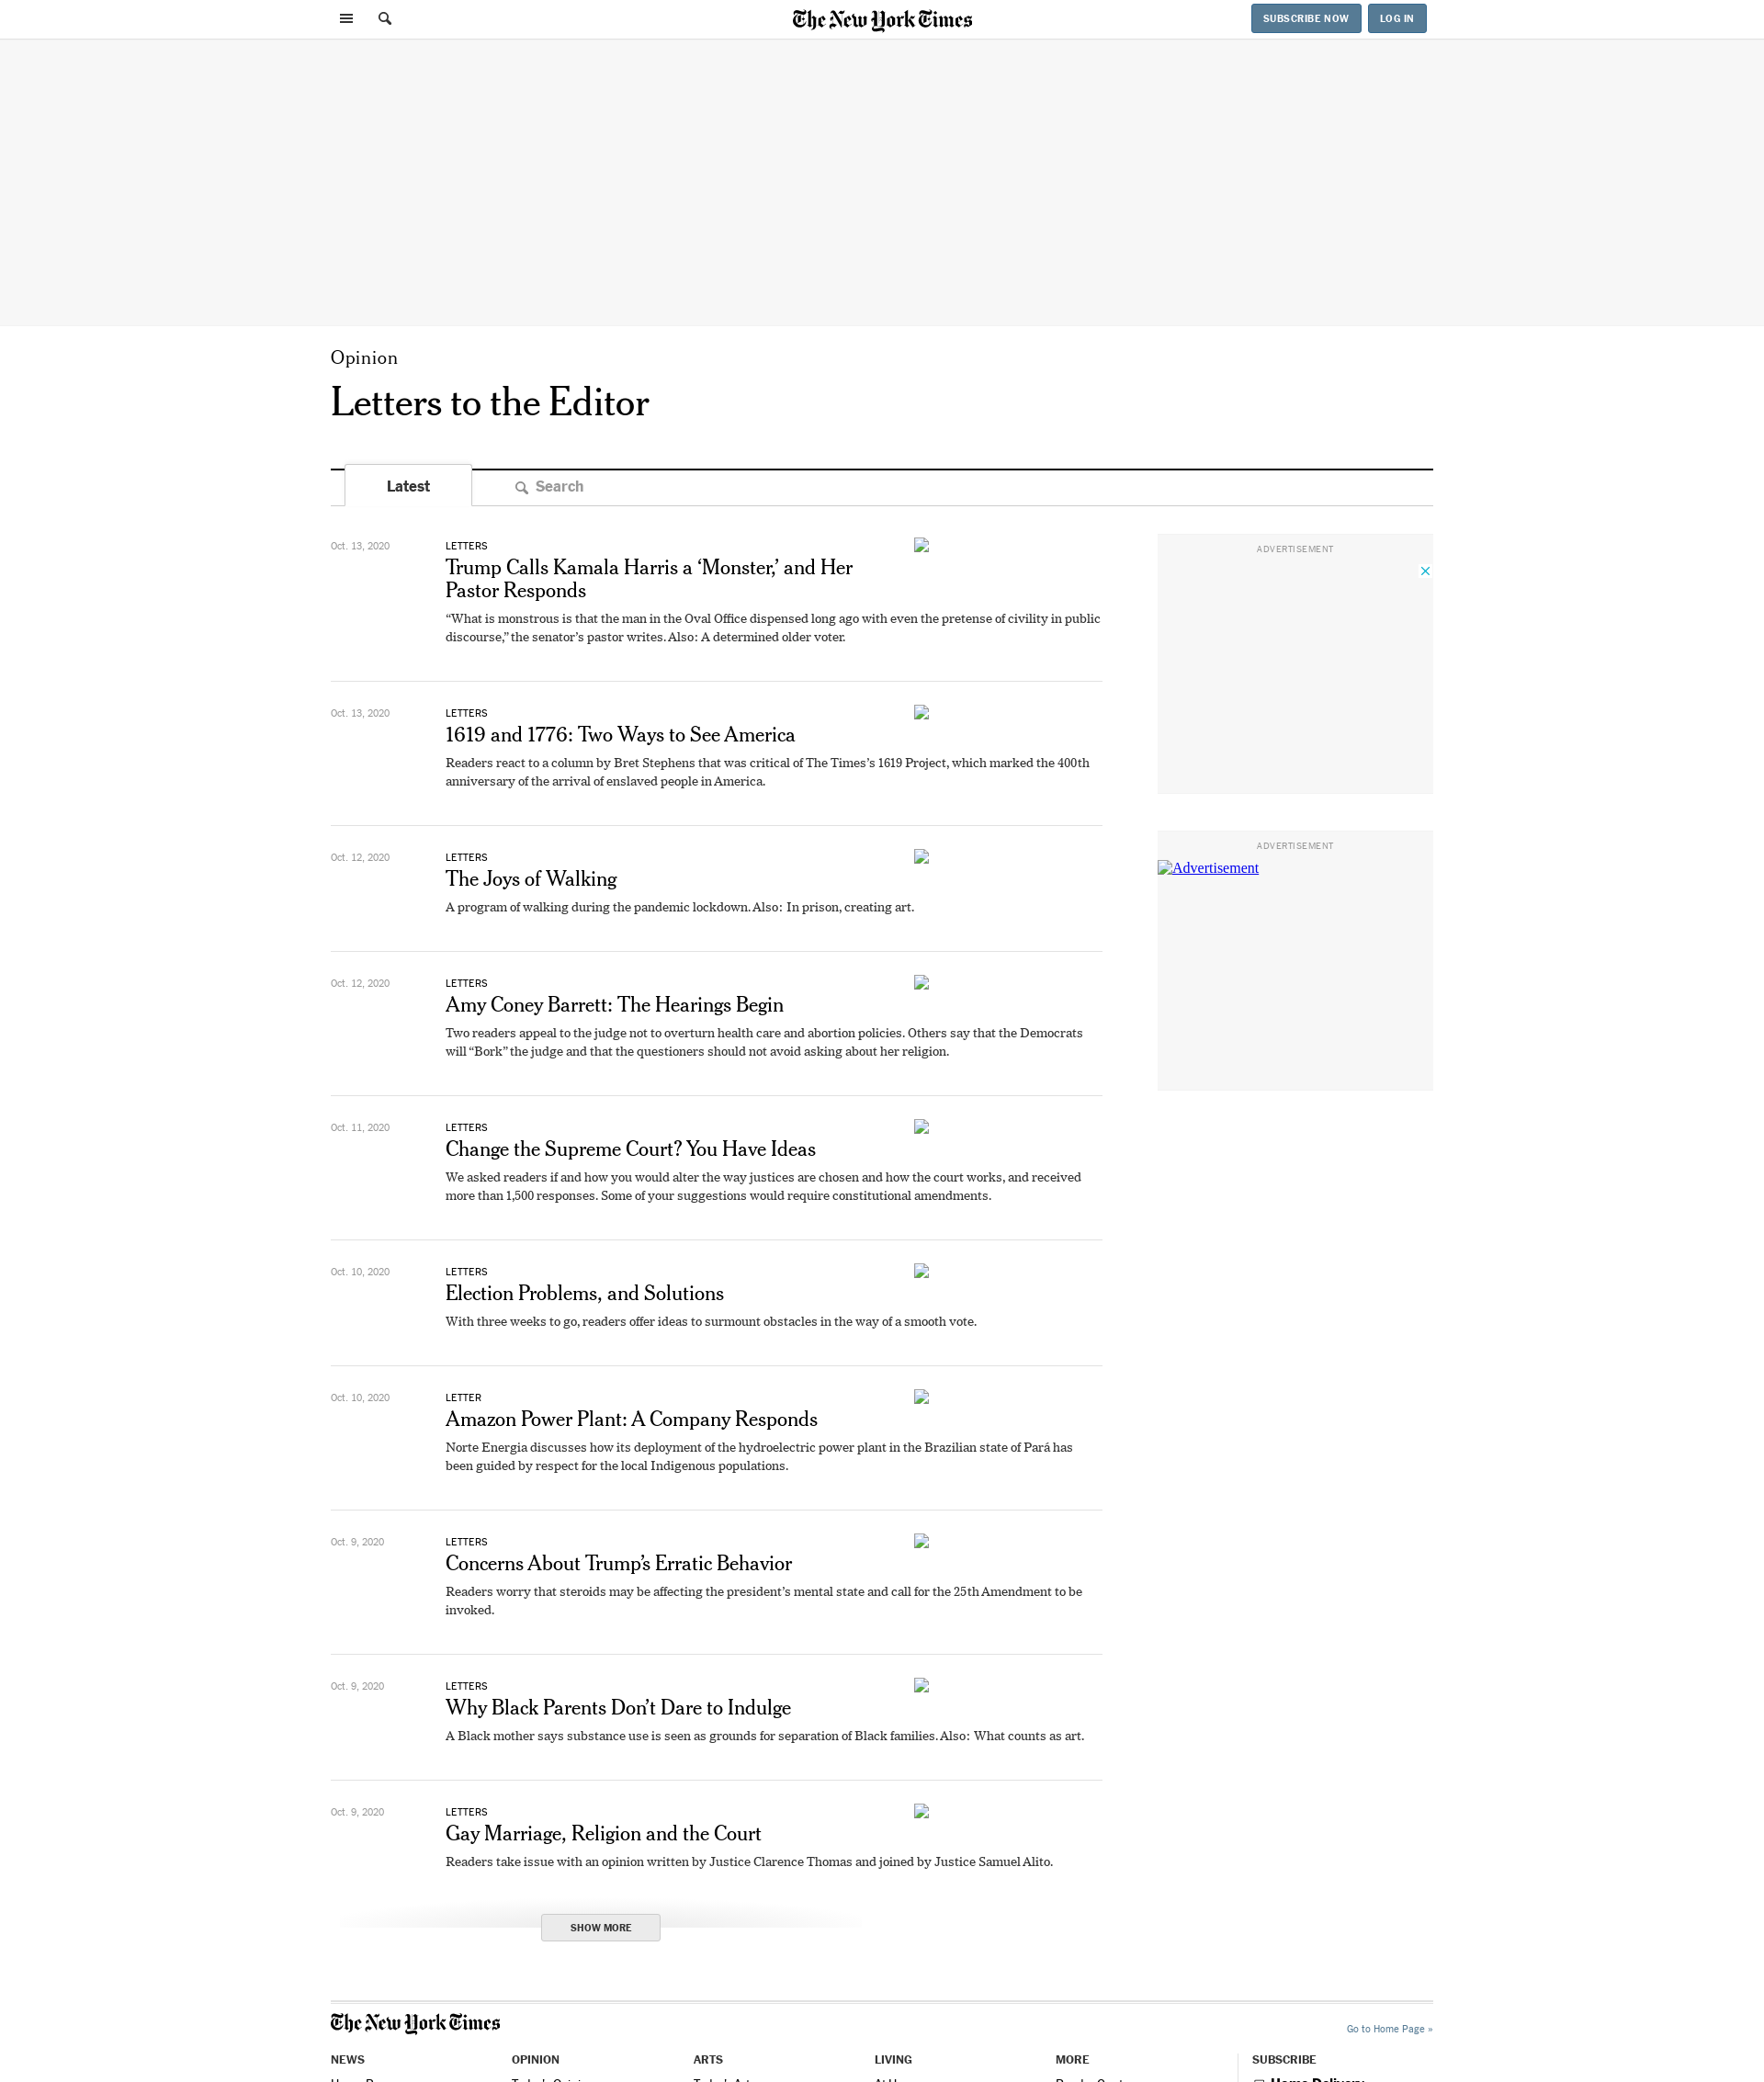 The New York Times
SUBSCRIBE NOW
LOG IN
Opinion
Letters to the Editor
Latest
Search
Oct. 13, 2020
LETTERS
Trump Calls Kamala Harris a ‘Monster,’ and Her
Pastor Responds
“What is monstrous is that the man in the Oval Office dispensed long ago with even the pretense of civility in public
discourse,” the senator’s pastor writes. Also: A determined older voter.
Oct. 13, 2020
LETTERS
1619 and 1776: Two Ways to See America
Readers react to a column by Bret Stephens that was critical of The Times’s 1619 Project, which marked the 400th
anniversary of the arrival of enslaved people in America.
Oct. 12, 2020
LETTERS
The Joys of Walking
A program of walking during the pandemic lockdown. Also: In prison, creating art.
Oct. 12, 2020
LETTERS
Amy Coney Barrett: The Hearings Begin
Two readers appeal to the judge not to overturn health care and abortion policies. Others say that the Democrats
will “Bork” the judge and that the questioners should not avoid asking about her religion.
Oct. 11, 2020
LETTERS
Change the Supreme Court? You Have Ideas
We asked readers if and how you would alter the way justices are chosen and how the court works, and received
more than 1,500 responses. Some of your suggestions would require constitutional amendments.
Oct. 10, 2020
LETTERS
Election Problems, and Solutions
With three weeks to go, readers offer ideas to surmount obstacles in the way of a smooth vote.
Oct. 10, 2020
LETTER
Amazon Power Plant: A Company Responds
Norte Energia discusses how its deployment of the hydroelectric power plant in the Brazilian state of Pará has
been guided by respect for the local Indigenous populations.
Oct. 9, 2020
LETTERS
Concerns About Trump’s Erratic Behavior
Readers worry that steroids may be affecting the president’s mental state and call for the 25th Amendment to be
invoked.
Oct. 9, 2020
LETTERS
Why Black Parents Don’t Dare to Indulge
A Black mother says substance use is seen as grounds for separation of Black families. Also: What counts as art.
Oct. 9, 2020
LETTERS
Gay Marriage, Religion and the Court
Readers take issue with an opinion written by Justice Clarence Thomas and joined by Justice Samuel Alito.
SHOW MORE
ADVERTISEMENT
ADVERTISEMENT
Advertisement
The New York Times
Go to Home Page »
NEWS
OPINION
ARTS
LIVING
MORE
SUBSCRIBE
Home Delivery